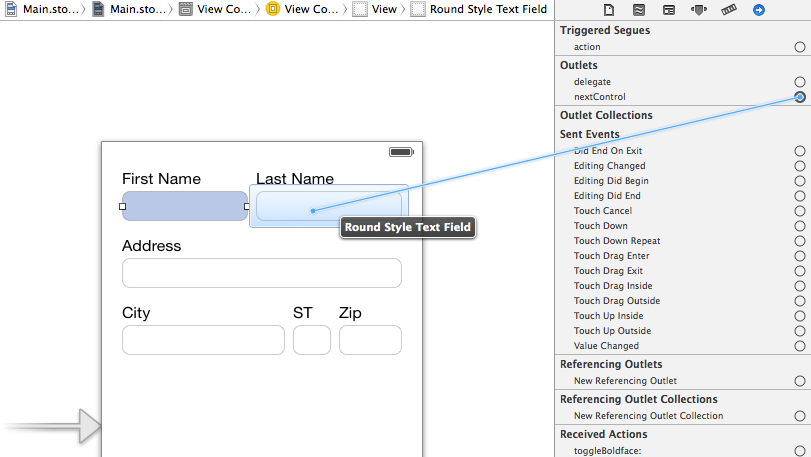 Main.sto... Main.sto... View Co... View Co... View Round Style Text Field
First Name Last Name
Round Style Text Field
Address
City ST Zip
Triggered Segues
action
Outlets
delegate
nextControl
Outlet Collections
Sent Events
Did End On Exit
Editing Changed
Editing Did Begin
Editing Did End
Touch Cancel
Touch Down
Touch Down Repeat
Touch Drag Enter
Touch Drag Exit
Touch Drag Inside
Touch Drag Outside
Touch Up Inside
Touch Up Outside
Value Changed
Referencing Outlets
New Referencing Outlet
Referencing Outlet Collections
New Referencing Outlet Collection
Received Actions
toggleBoldface: